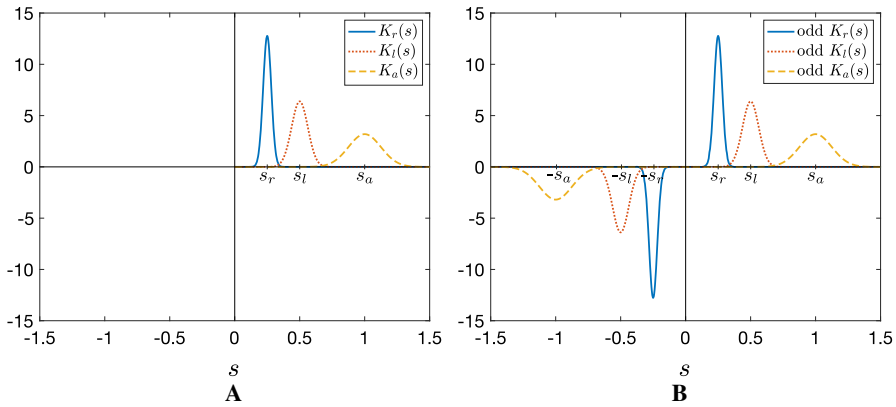 15
10
5
0
-5
-10
-15
-1.5 -1 -0.5 0 0.5 1 1.5
s_r s_l s_a
K_r(s)
K_l(s)
K_a(s)
s
A
15
10
5
0
-5
-10
-15
-1.5 -1 -0.5 0 0.5 1 1.5
-s_a -s_l -s_r s_r s_l s_a
odd K_r(s)
odd K_l(s)
odd K_a(s)
s
B